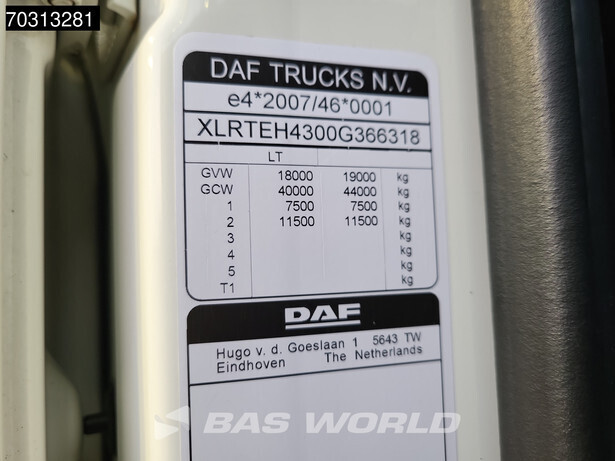 70313281
DAF TRUCKS N.V.
e4*2007/46*0001
XLRTEH4300G366318
LT
GVW 18000 19000 kg
GCW 40000 44000 kg
1 7500 7500 kg
2 11500 11500 kg
3 kg
4 kg
5 kg
T1 kg
DAF
Hugo v. d. Goeslaan 1 5643 TW
Eindhoven The Netherlands
BAS WORLD